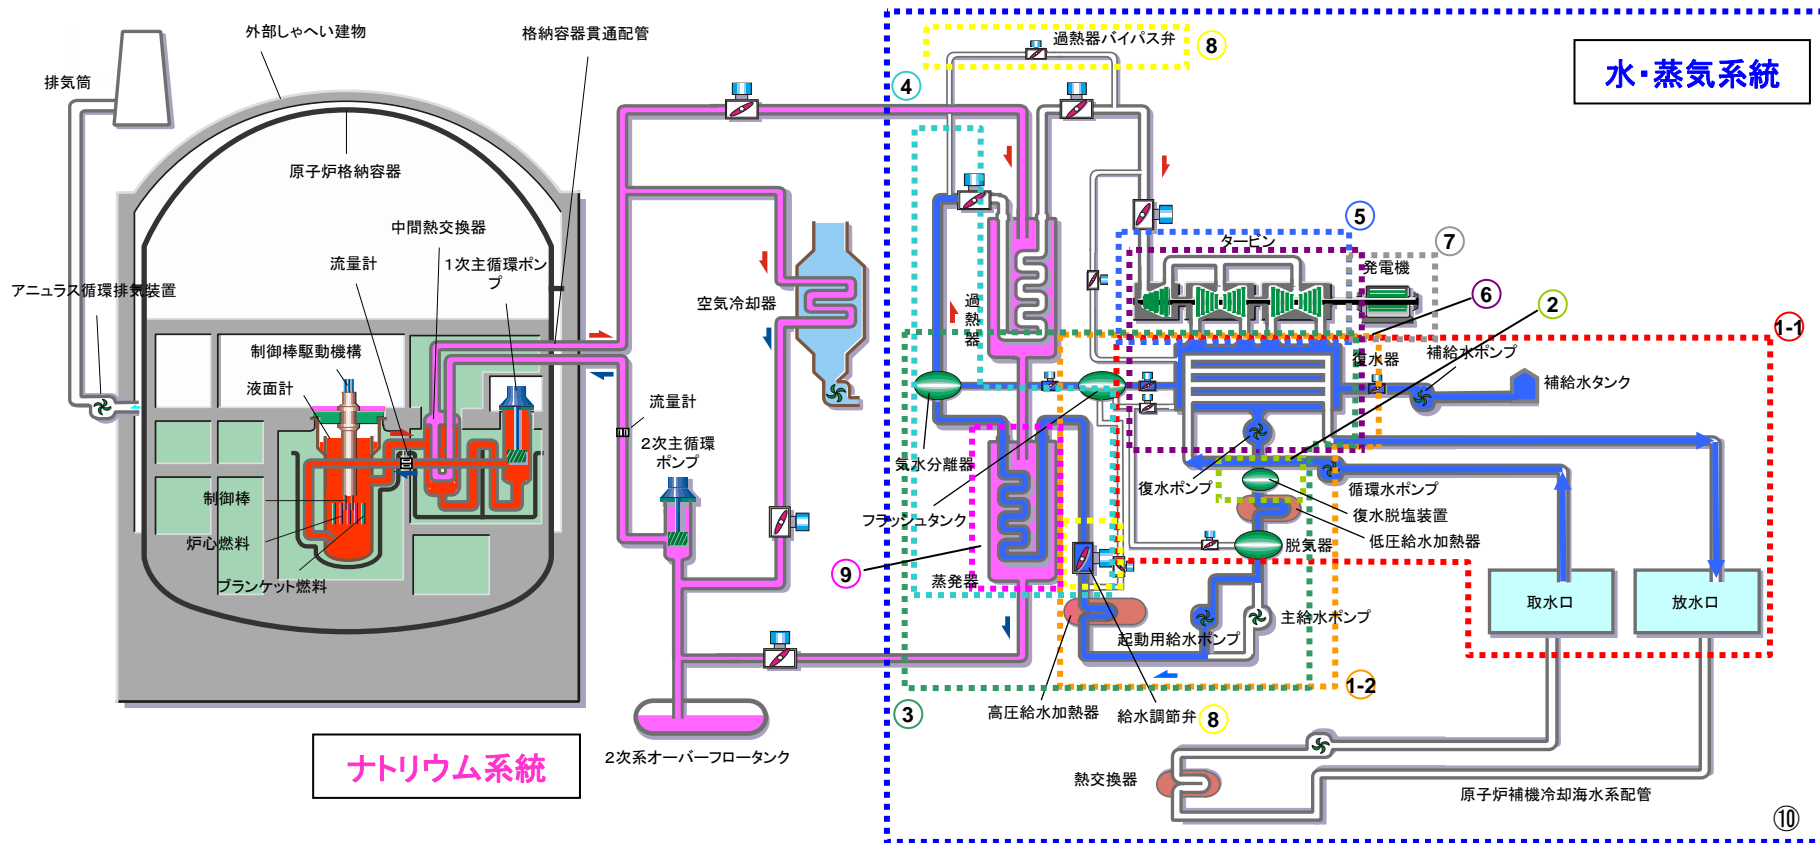 外部しゃへい建物
格納容器貫通配管
過熱器バイパス弁
8
水・蒸気系統
排気筒
4
原子炉格納容器
中間熱交換器
5
タービン
7
流量計
1次主循環ポン
プ
発電機
アニュラス循環排気装置
空気冷却器
過熱器
6
2
1-1
制御棒駆動機構
液面計
復水器
補給水ポンプ
補給水タンク
流量計
2次主循環
ポンプ
気水分離器
復水ポンプ
循環水ポンプ
制御棒
フラッシュタンク
復水脱塩装置
炉心燃料
脱気器
低圧給水加熱器
ブランケット燃料
9
蒸発器
取水口
放水口
起動用給水ポンプ
主給水ポンプ
1-2
3
高圧給水加熱器
給水調節弁
8
ナトリウム系統
2次系オーバーフロータンク
熱交換器
原子炉補機冷却海水系配管
⑩